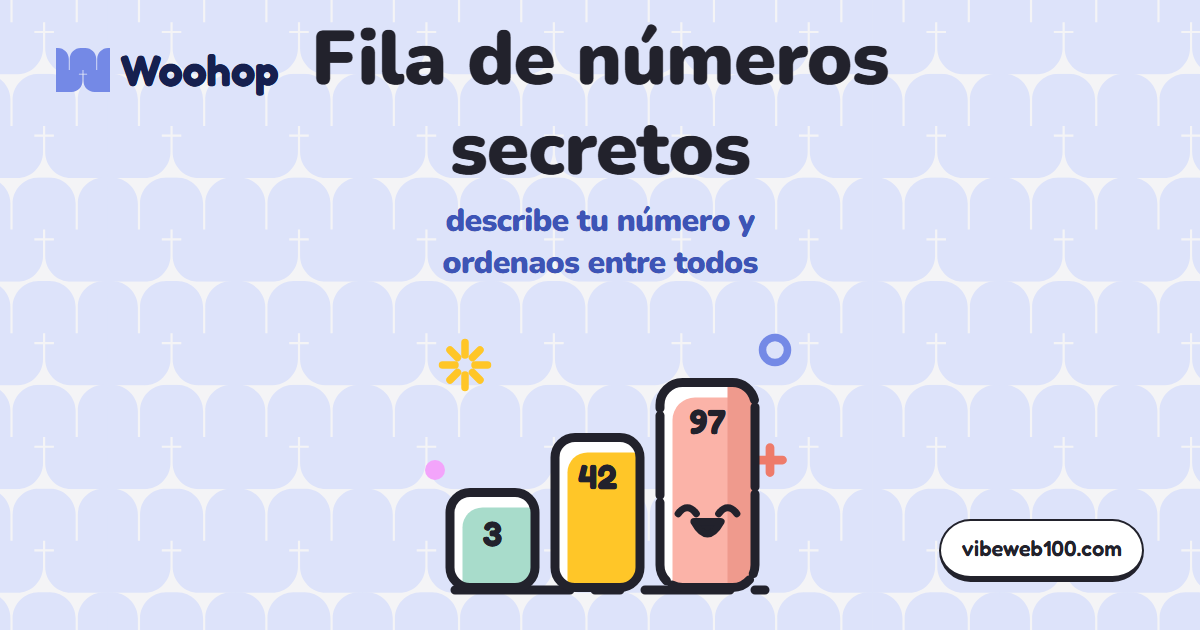 Woohop
Fila de números
secretos
describe tu número y
ordenaos entre todos
97
42
3
vibeweb100.com